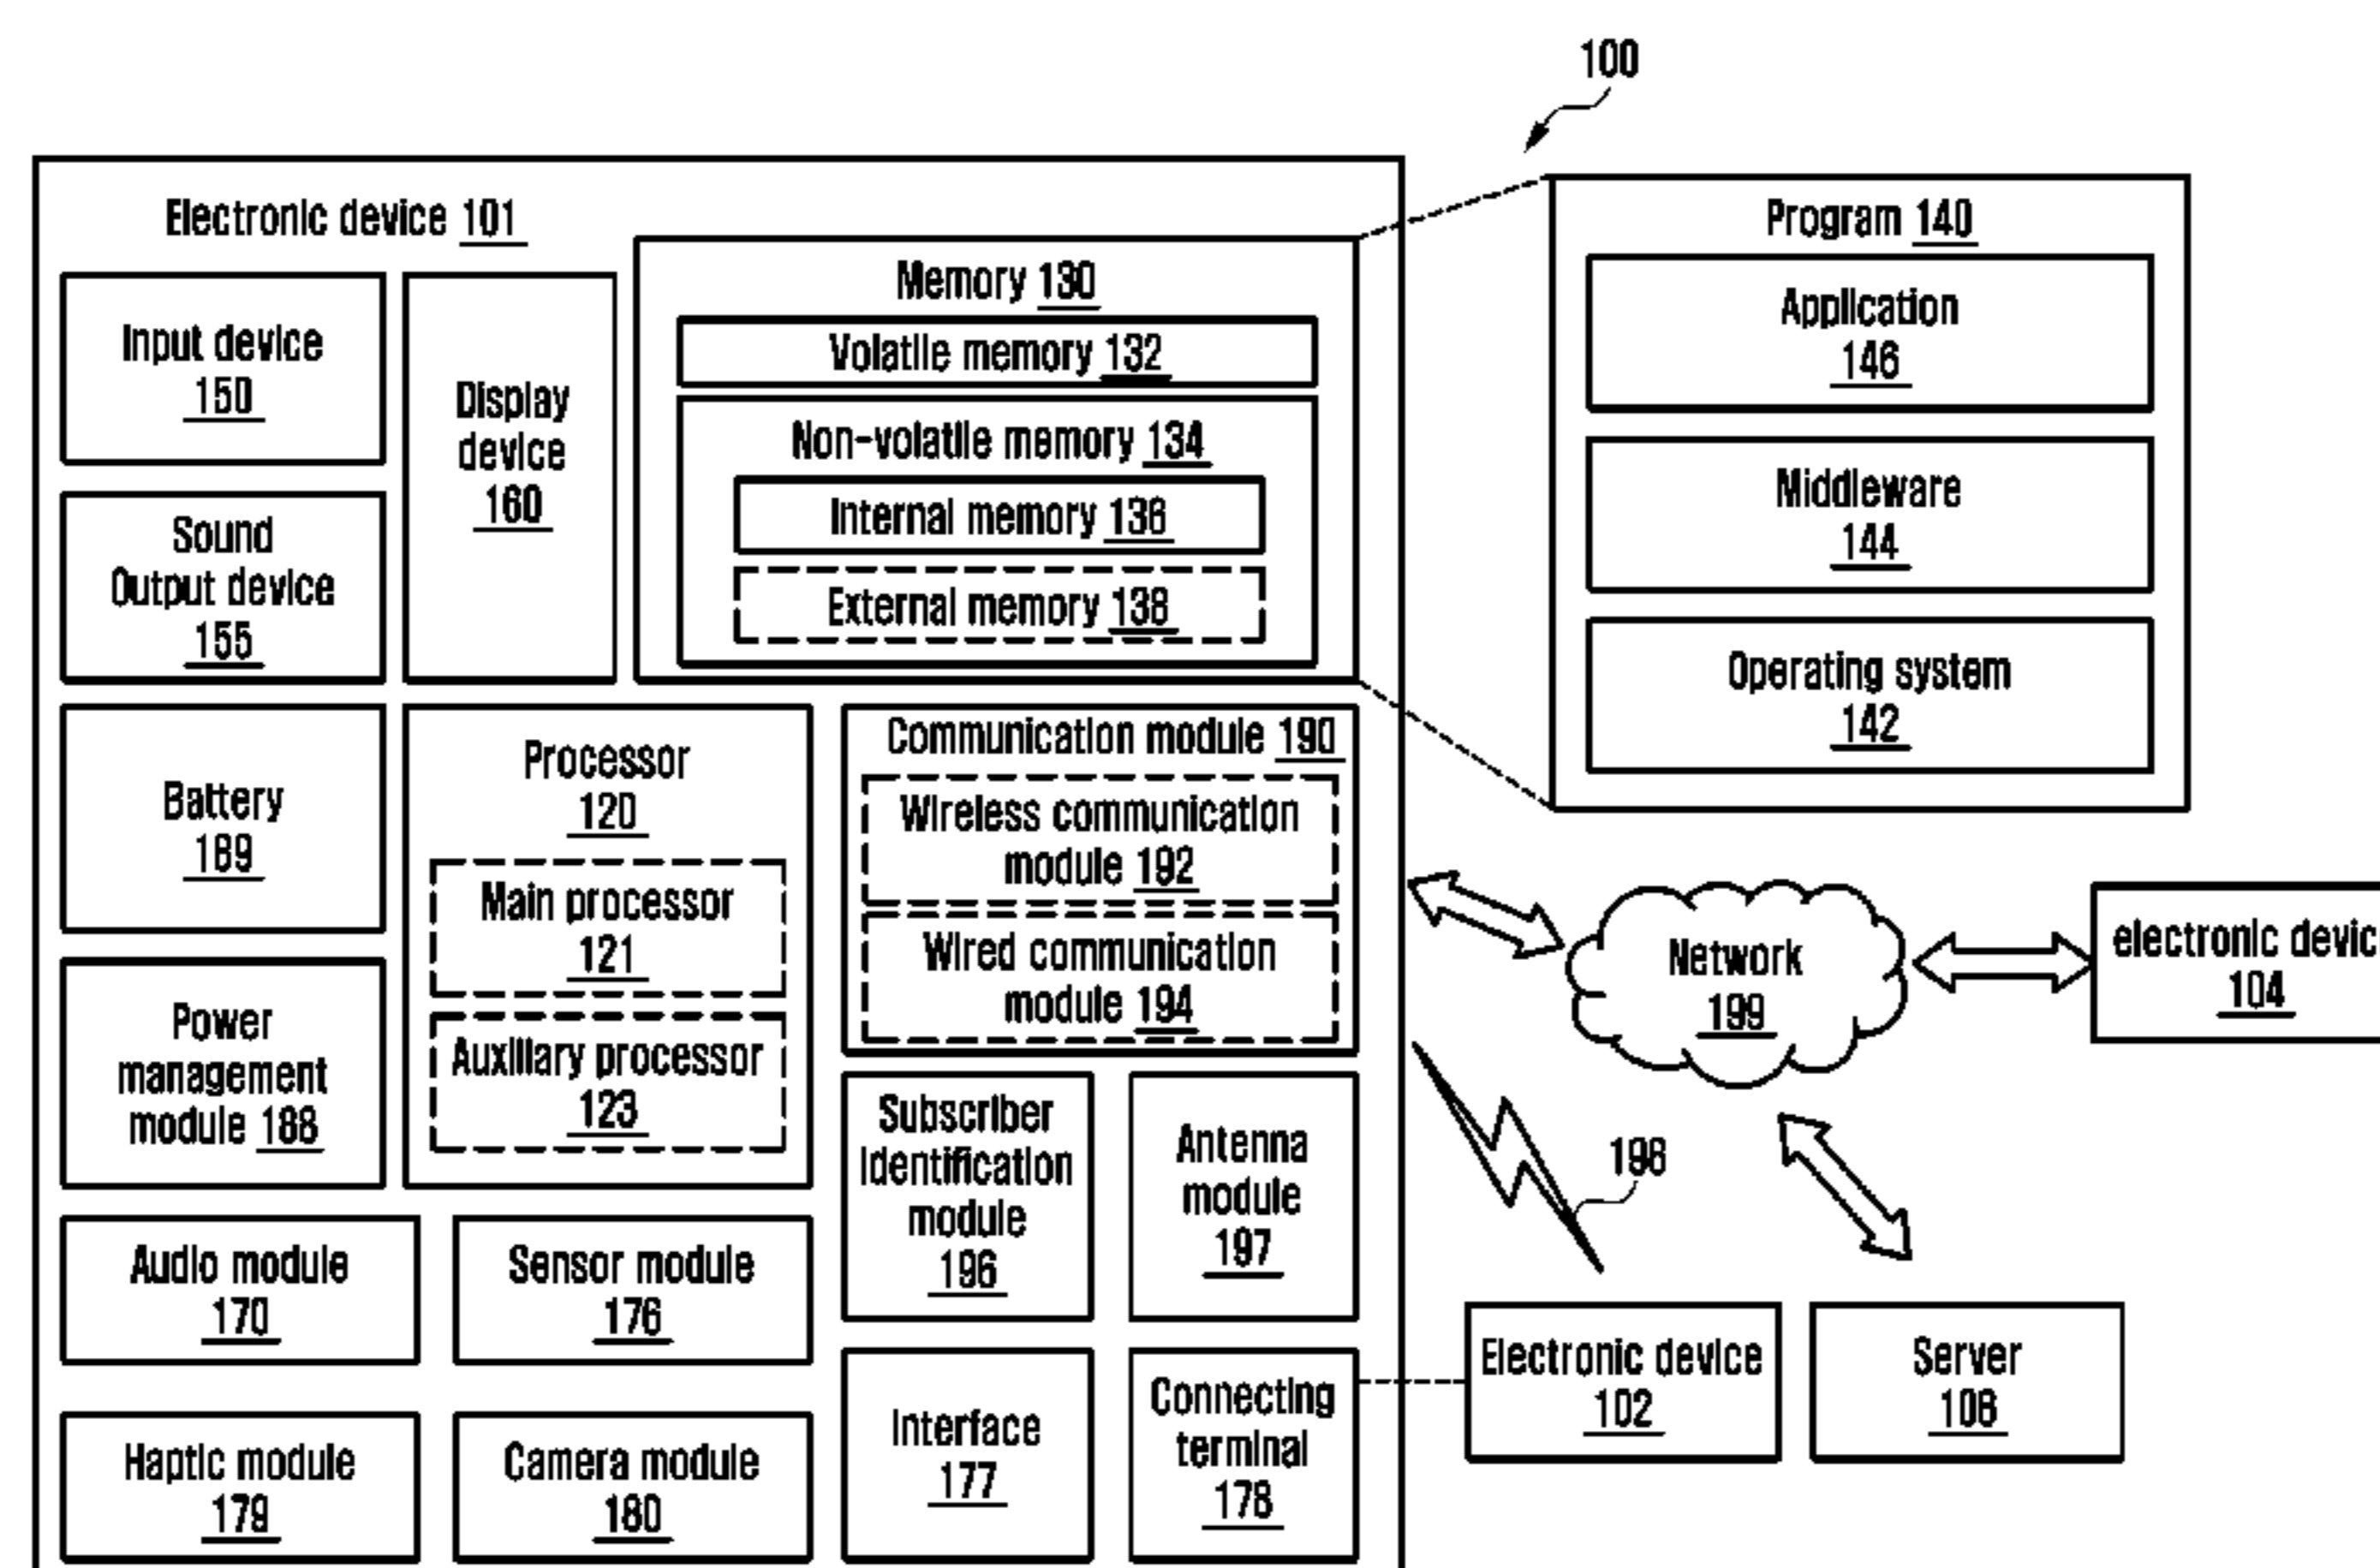 100
Electronic device 101
Input device
150
Sound
Output device
155
Display
device
160
Memory 130
Volatile memory 132
Non-volatile memory 134
Internal memory 136
External memory 138
Program 140
Application
146
Middleware
144
Operating system
142
Battery
189
Power
management
module 188
Processor
120
Main processor
121
Auxiliary processor
123
Communication module 190
Wireless communication
module 192
Wired communication
module 194
Subscriber
identification
module
196
Antenna
module
197
Network
199
electronic devic
104
198
Audio module
170
Sensor module
176
Haptic module
179
Camera module
180
Interface
177
Connecting
terminal
178
Electronic device
102
Server
108